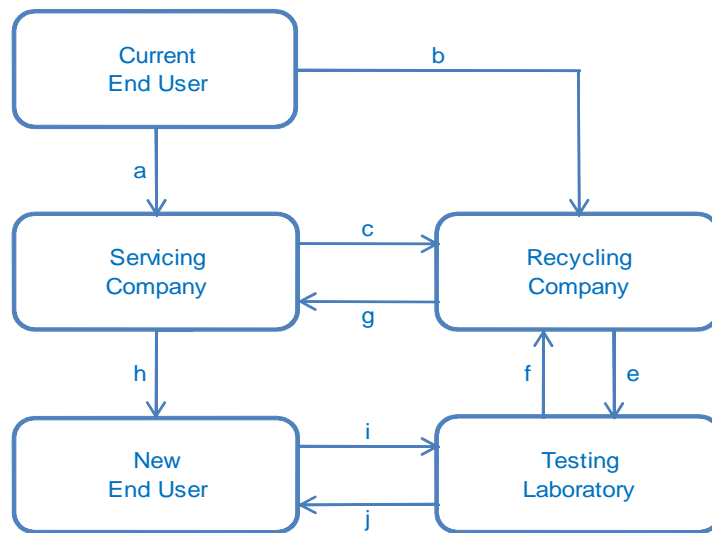 Current
End User
b
a
Servicing
Company
c
g
Recycling
Company
h
f
e
New
End User
i
j
Testing
Laboratory